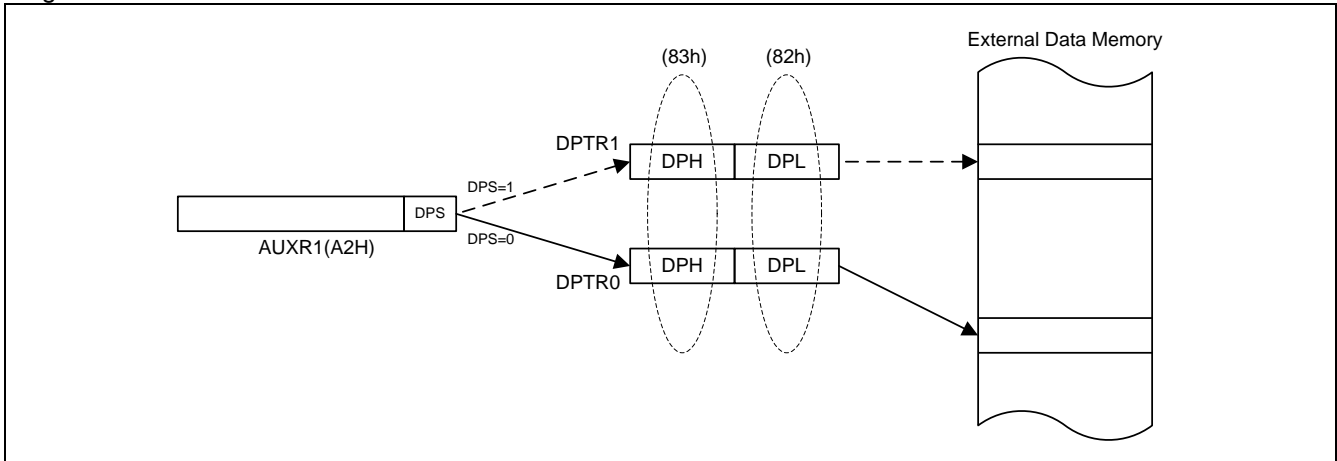 External Data Memory
(83h) (82h)
DPTR1
DPH DPL
DPS=1
DPS
DPS=0
AUXR1(A2H)
DPH DPL
DPTR0